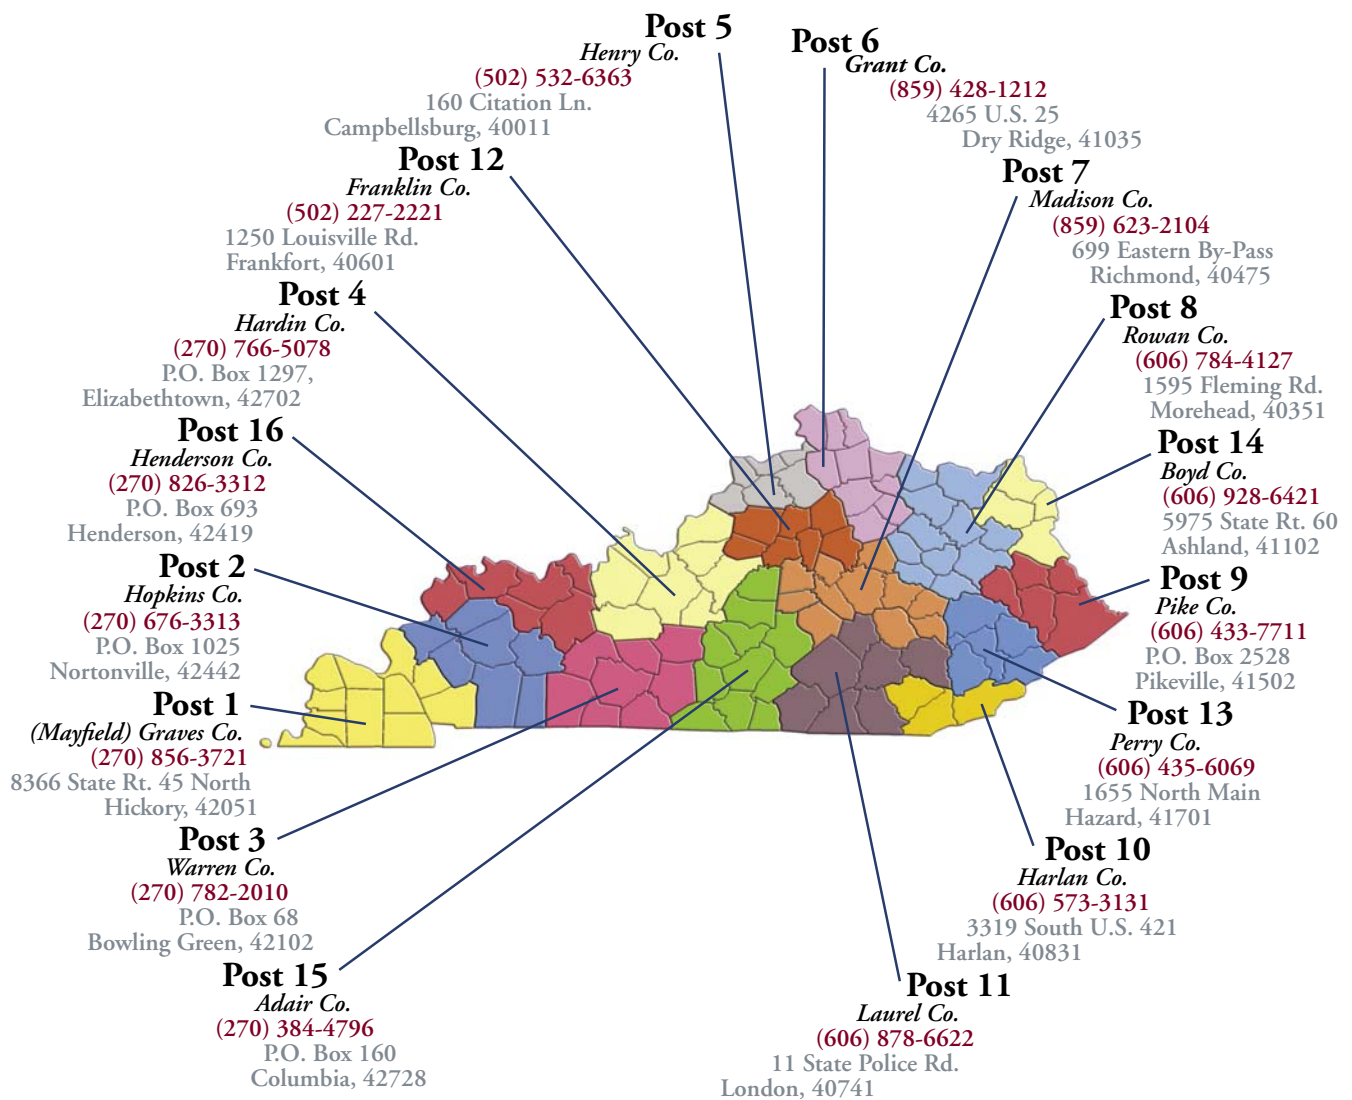 Post 5
Henry Co.
(502) 532-6363
160 Citation Ln.
Campbellsburg, 40011
Post 6
Grant Co.
(859) 428-1212
4265 U.S. 25
Dry Ridge, 41035
Post 12
Franklin Co.
(502) 227-2221
1250 Louisville Rd.
Frankfort, 40601
Post 7
Madison Co.
(859) 623-2104
699 Eastern By-Pass
Richmond, 40475
Post 4
Hardin Co.
(270) 766-5078
P.O. Box 1297,
Elizabethtown, 42702
Post 8
Rowan Co.
(606) 784-4127
1595 Fleming Rd.
Morehead, 40351
Post 16
Henderson Co.
(270) 826-3312
P.O. Box 693
Henderson, 42419
Post 14
Boyd Co.
(606) 928-6421
5975 State Rt. 60
Ashland, 41102
Post 2
Hopkins Co.
(270) 676-3313
P.O. Box 1025
Nortonville, 42442
Post 9
Pike Co.
(606) 433-7711
P.O. Box 2528
Pikeville, 41502
Post 1
(Mayfield) Graves Co.
(270) 856-3721
8366 State Rt. 45 North
Hickory, 42051
Post 13
Perry Co.
(606) 435-6069
1655 North Main
Hazard, 41701
Post 3
Warren Co.
(270) 782-2010
P.O. Box 68
Bowling Green, 42102
Post 10
Harlan Co.
(606) 573-3131
3319 South U.S. 421
Harlan, 40831
Post 15
Adair Co.
(270) 384-4796
P.O. Box 160
Columbia, 42728
Post 11
Laurel Co.
(606) 878-6622
11 State Police Rd.
London, 40741